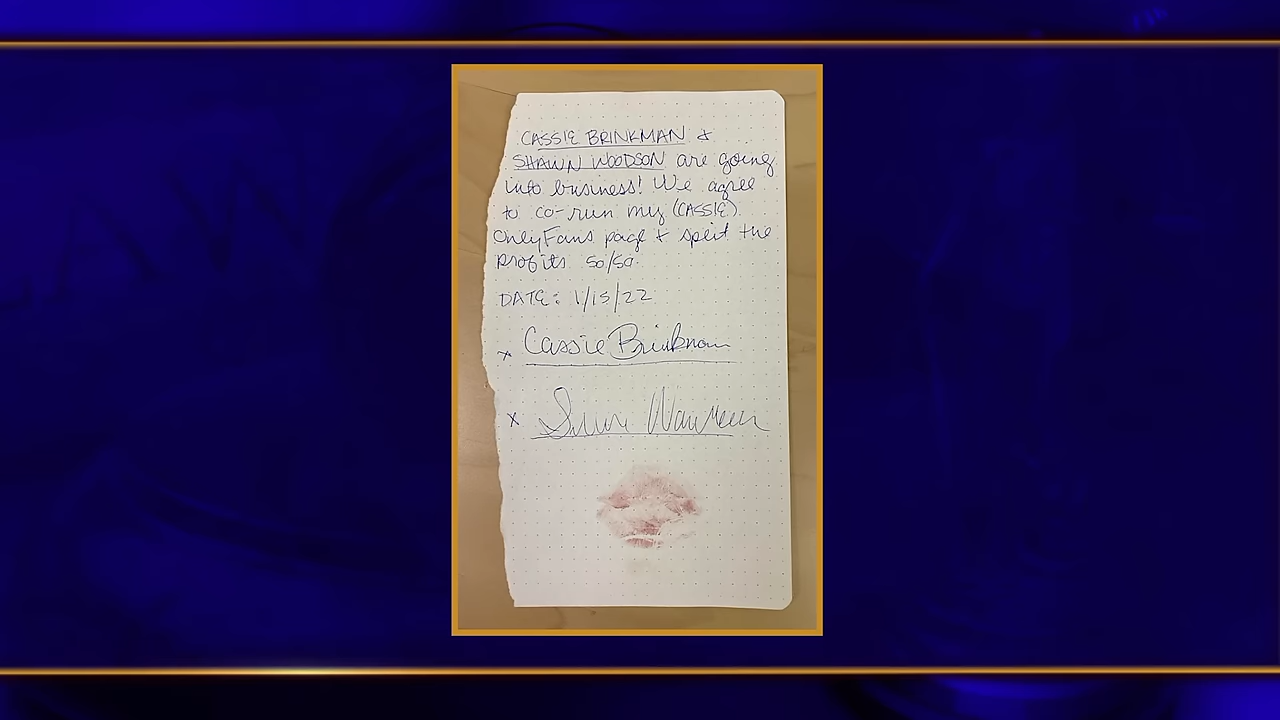 CASSIE BRINKMAN &
SHAWN WOODSON are going
into business! We agree
to co-run my (CASSIE)
OnlyFans page & split the
profits 50/50.
DATE: 1/15/22
x Cassie Brinkman
x